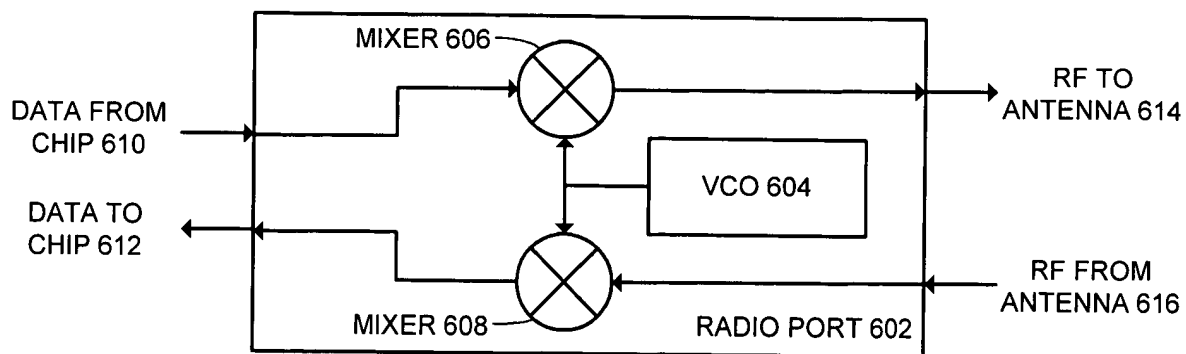 MIXER 606
DATA FROM
CHIP 610
RF TO
ANTENNA 614
VCO 604
DATA TO
CHIP 612
RF FROM
ANTENNA 616
MIXER 608
RADIO PORT 602